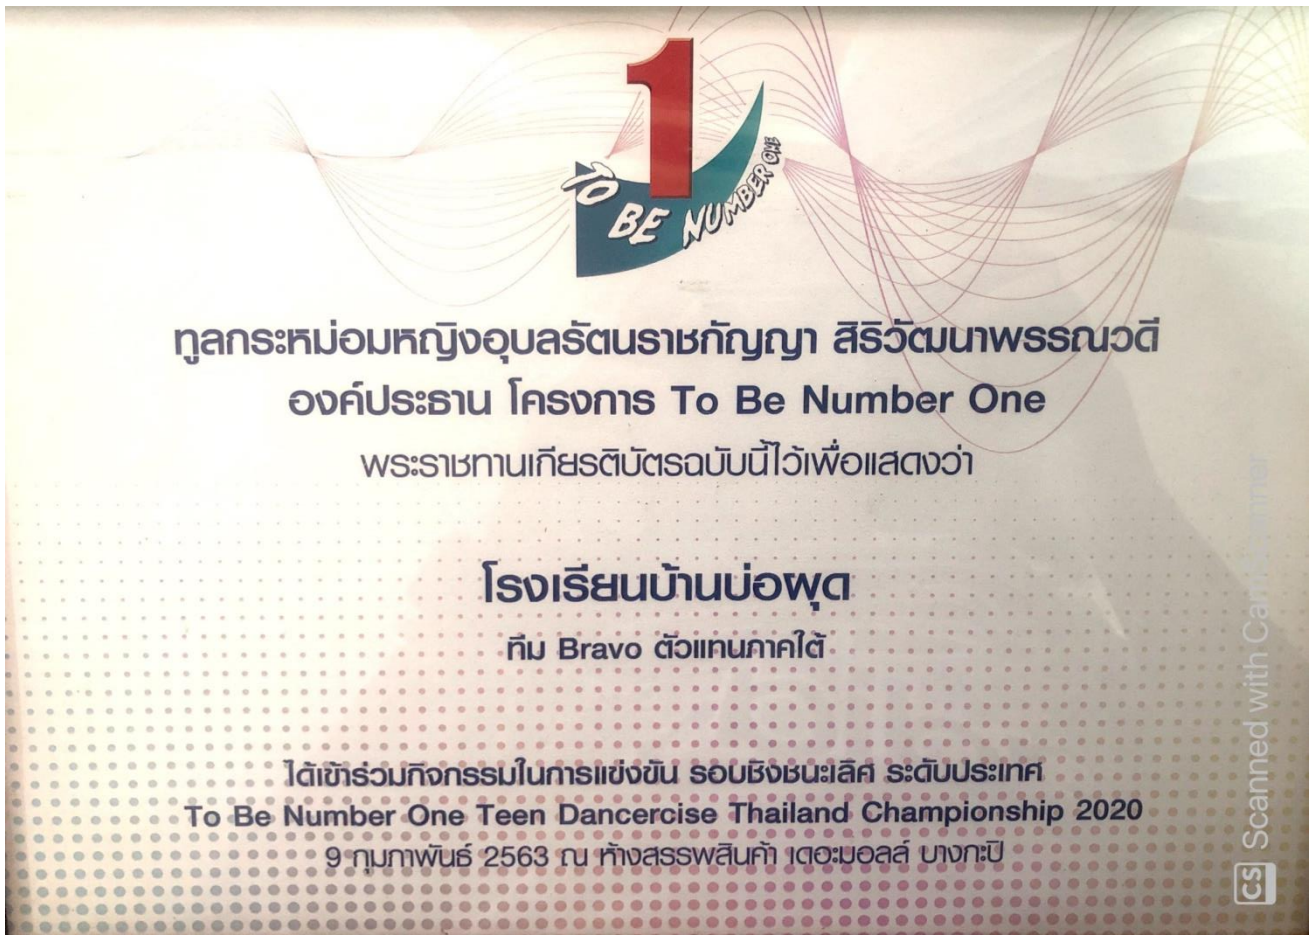 1
TO BE NUMBER ONE
ทูลกระหม่อมหญิงอุบลรัตนราชกัญญา สิริวัฒนาพรรณวดี
องค์ประธาน โครงการ To Be Number One
พระราชทานเกียรติบัตรฉบับนี้ไว้เพื่อแสดงว่า
โรงเรียนบ้านบ่อผุด
ทีม Bravo ตัวแทนภาคใต้
ได้เข้าร่วมกิจกรรมในการแข่งขัน รอบชิงชนะเลิศ ระดับประเทศ
To Be Number One Teen Dancercise Thailand Championship 2020
9 กุมภาพันธ์ 2563 ณ ห้างสรรพสินค้า เดอะมอลล์ บางกะปิ
CS Scanned with CamScanner